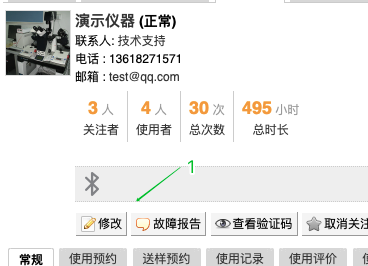 演示仪器 (正常)
联系人: 技术支持
电话 : 13618271571
邮箱 : test@qq.com
3 人 4 人 30 次 495 小时
关注者 使用者 总次数 总时长
1
修改 故障报告 查看验证码 取消关注
常规 使用预约 送样预约 使用记录 使用评价